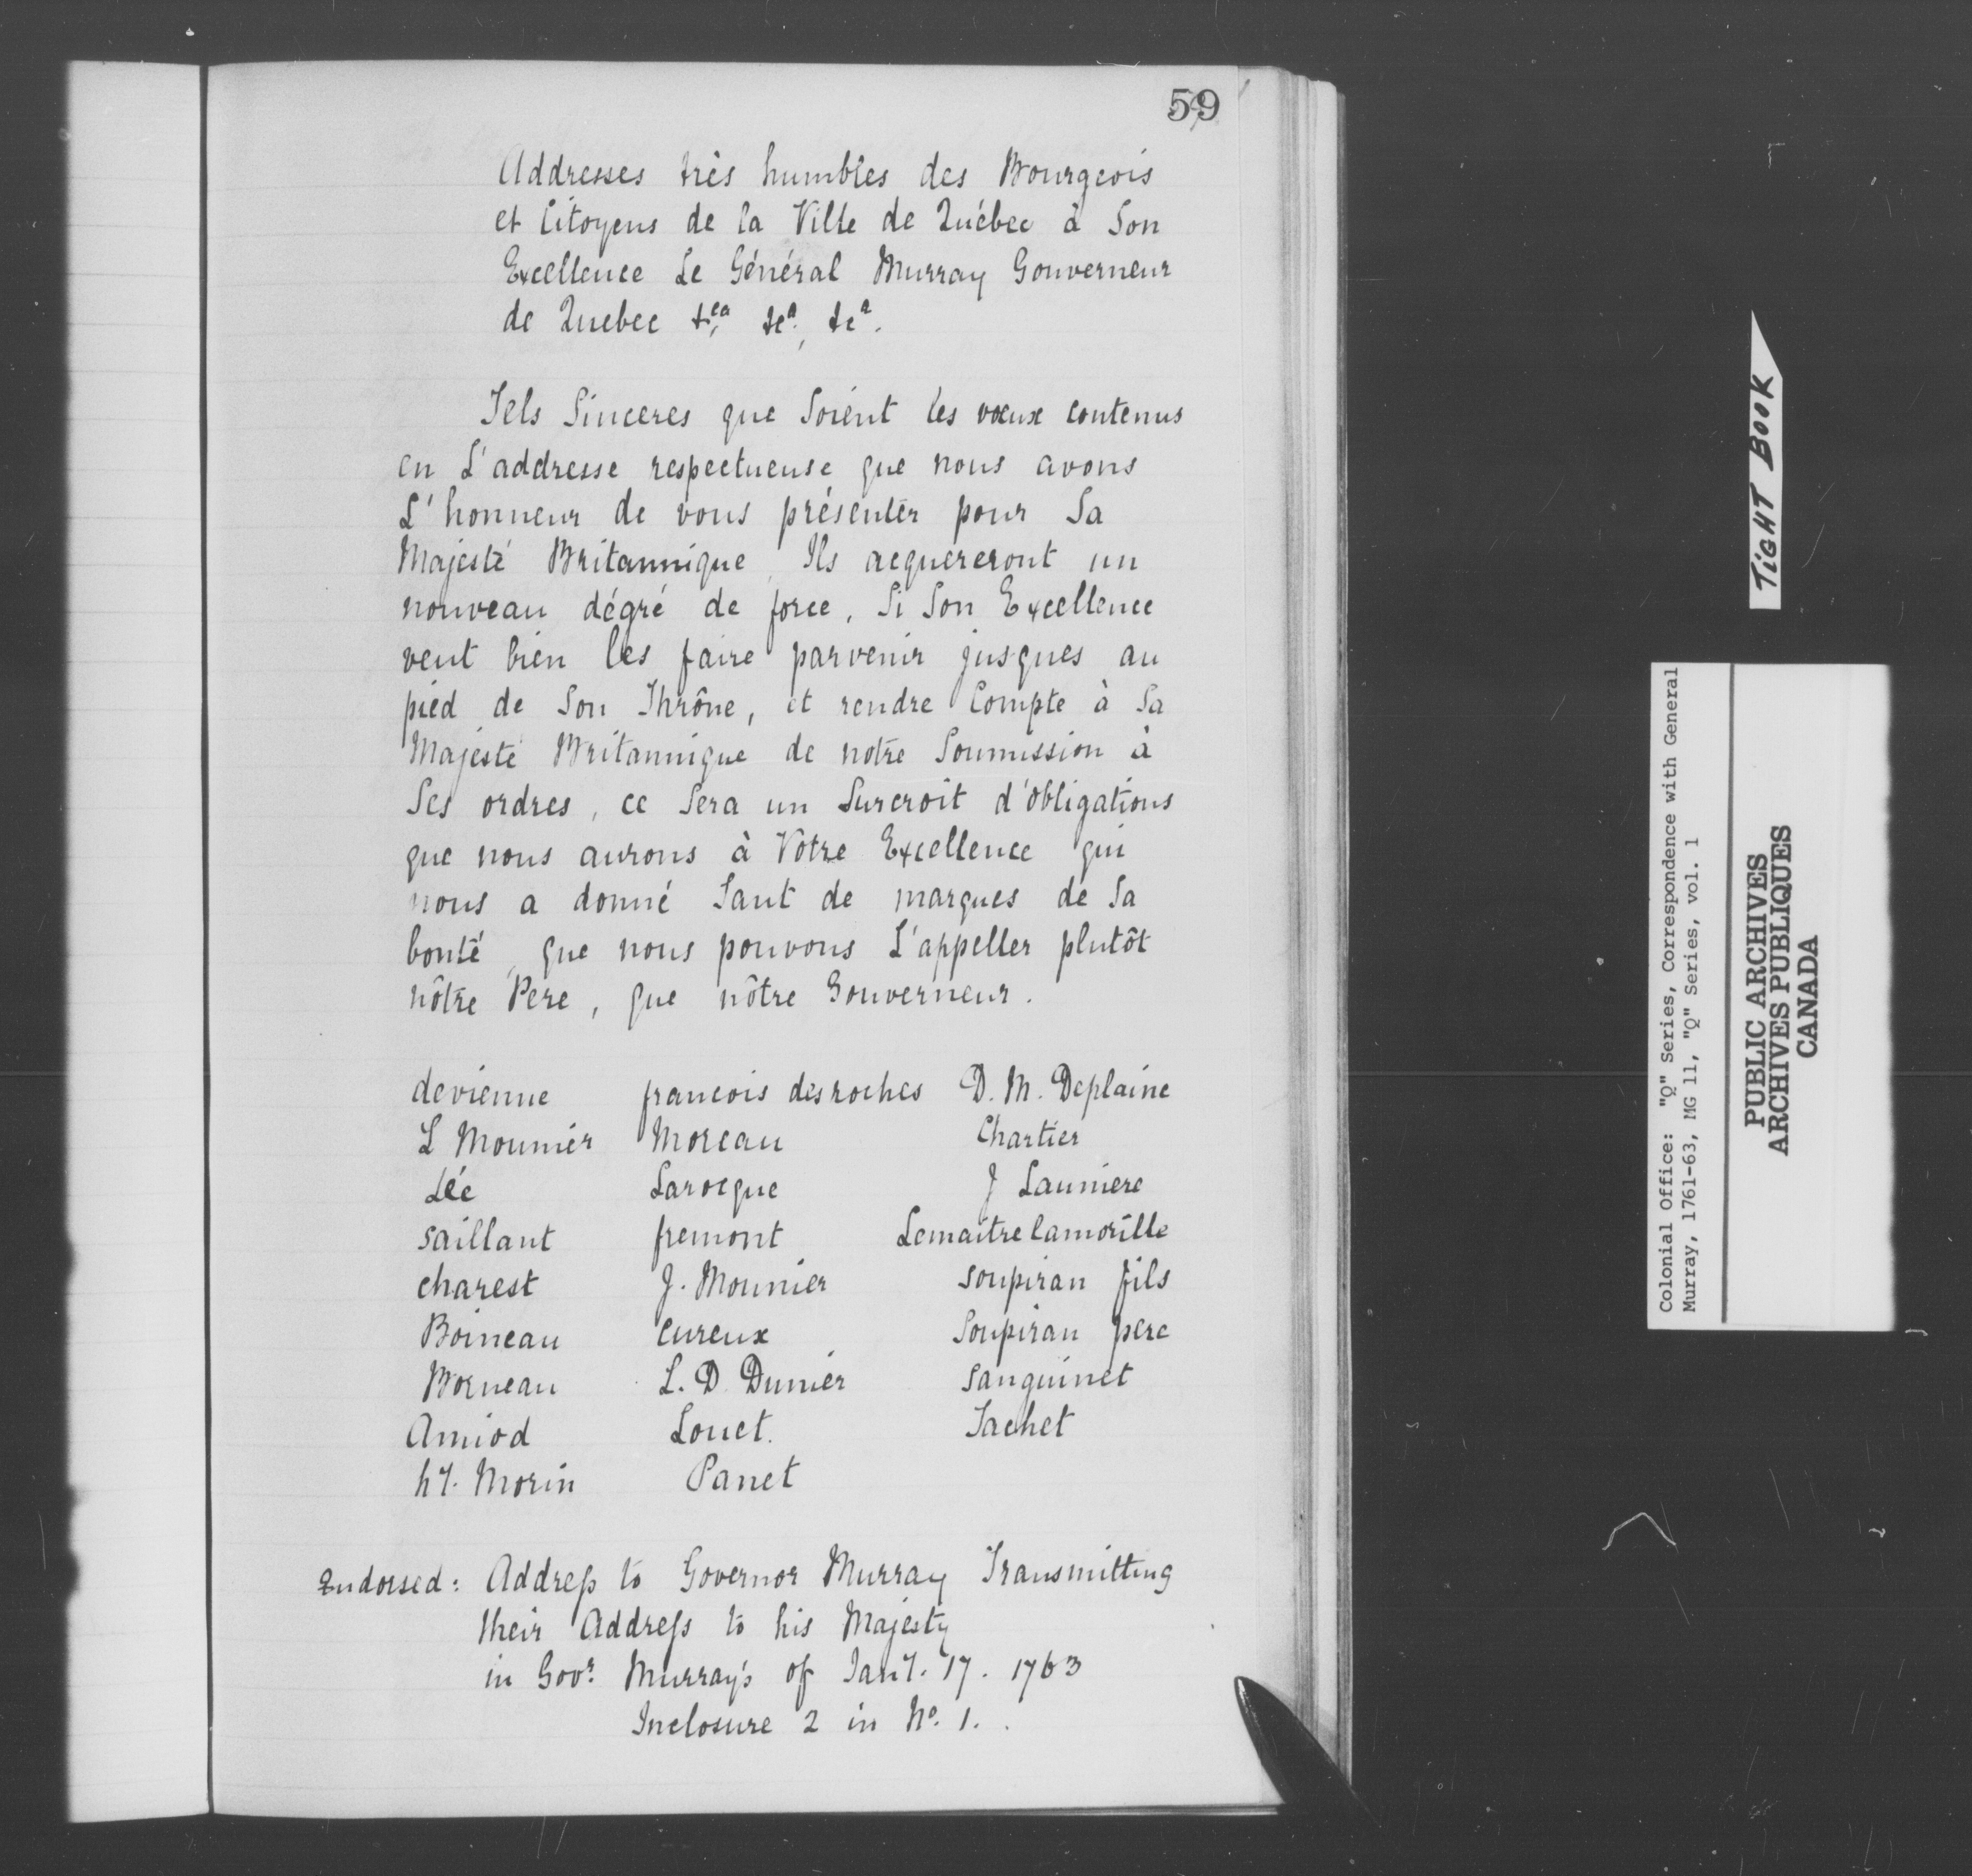 59
Addresses très humbles des Bourgeois
et Citoyens de la Ville de Québec à Son
Excellence Le Général Murray Gouverneur
de Quebec &ca, &ca, &ca.
Tels Sinceres que Soient les vœux contenus
en L'addresse respectueuse que nous avons
L'honneur de vous présenter pour Sa
Majesté Britannique, Ils acquereront un
nouveau dégré de force, Si Son Excellence
veut bien les faire parvenir jusques au
pied de Son Thrône, et rendre Compte à Sa
Majesté Britannique de notre Soumission à
Ses ordres, ce Sera un Surcroit d'obligations
que nous aurons à Votre Excellence qui
nous a donné Tant de marques de Sa
bonté, que nous pouvons L'appeller plutôt
nôtre Pere, que nôtre Gouverneur.
devienne francois desroches D. M. Deplaine
L Mounier Moreau Chartier
Lée Larocque J Launiere
saillant fremont Lemaitre lamorille
charest J. Mounier soupiran fils
Boineau cureux Soupiran pere
Borneau L. D Dunier sanguinet
Amiod Louet. Tachet
hy. Morin Panet
Endorsed: Address to Governor Murray Transmitting
their Address to his Majesty
in Govr. Murray's of Jany. 17. 1763
Inclosure 2 in No. 1.
TIGHT BOOK
Colonial Office: "Q" Series, Correspondence with General
Murray, 1761-63, MG 11, "Q" Series, vol. 1
PUBLIC ARCHIVES
ARCHIVES PUBLIQUES
CANADA